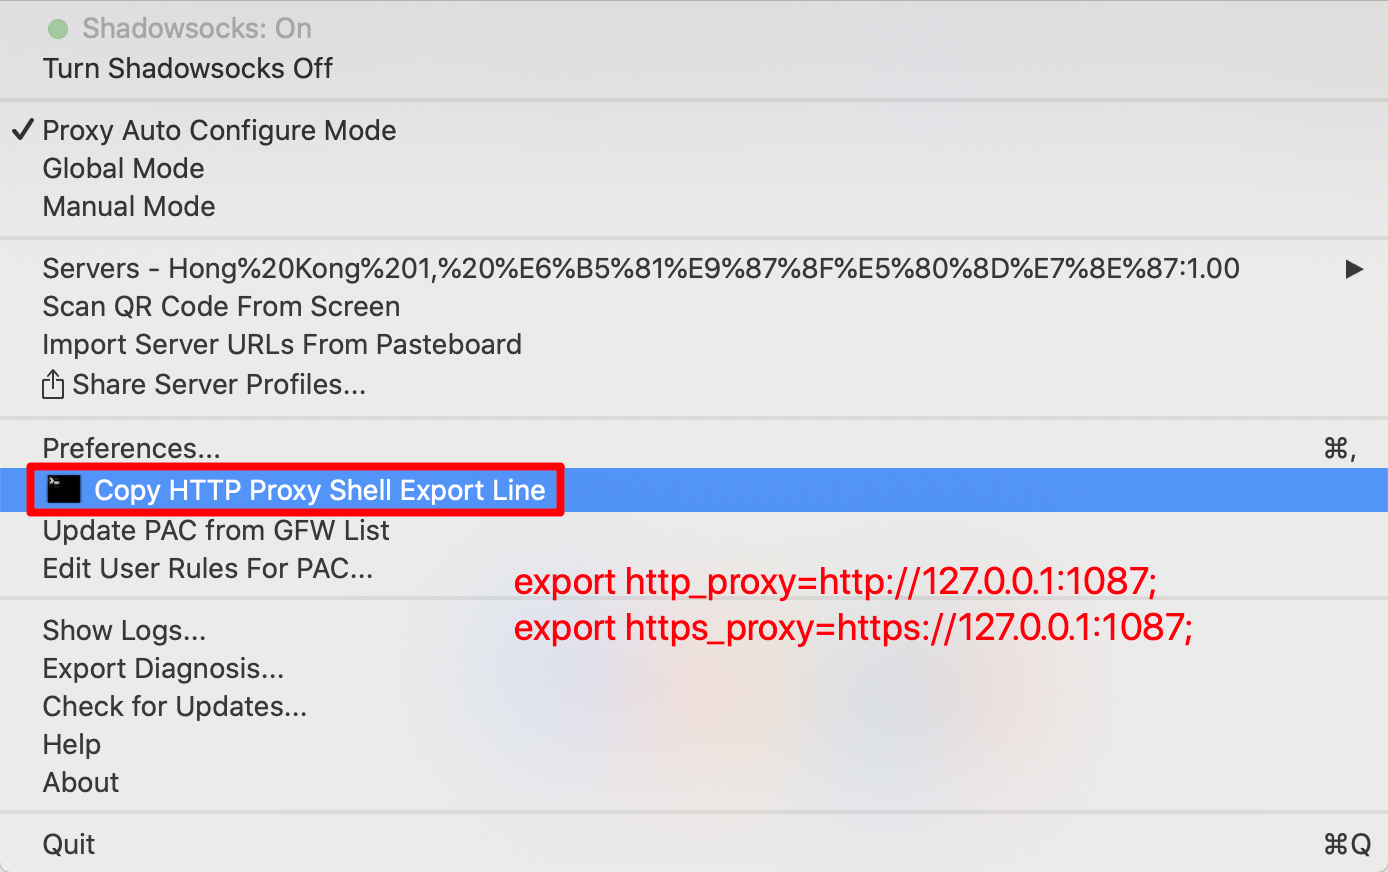 Shadowsocks: On
Turn Shadowsocks Off
✓ Proxy Auto Configure Mode
Global Mode
Manual Mode
Servers - Hong%20Kong%201,%20%E6%B5%81%E9%87%8F%E5%80%8D%E7%8E%87:1.00 ▶
Scan QR Code From Screen
Import Server URLs From Pasteboard
Share Server Profiles...
Preferences... ⌘,
Copy HTTP Proxy Shell Export Line
Update PAC from GFW List
Edit User Rules For PAC...
export http_proxy=http://127.0.0.1:1087;
export https_proxy=https://127.0.0.1:1087;
Show Logs...
Export Diagnosis...
Check for Updates...
Help
About
Quit ⌘Q